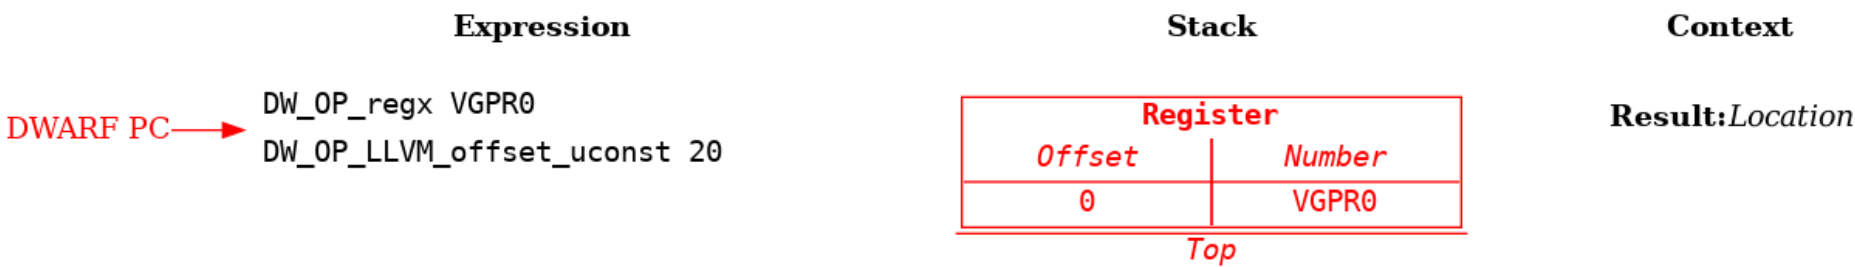 Expression
Stack
Context
DWARF PC
DW_OP_regx VGPR0
DW_OP_LLVM_offset_uconst 20
Register
Offset Number
0 VGPR0
Top
Result:Location